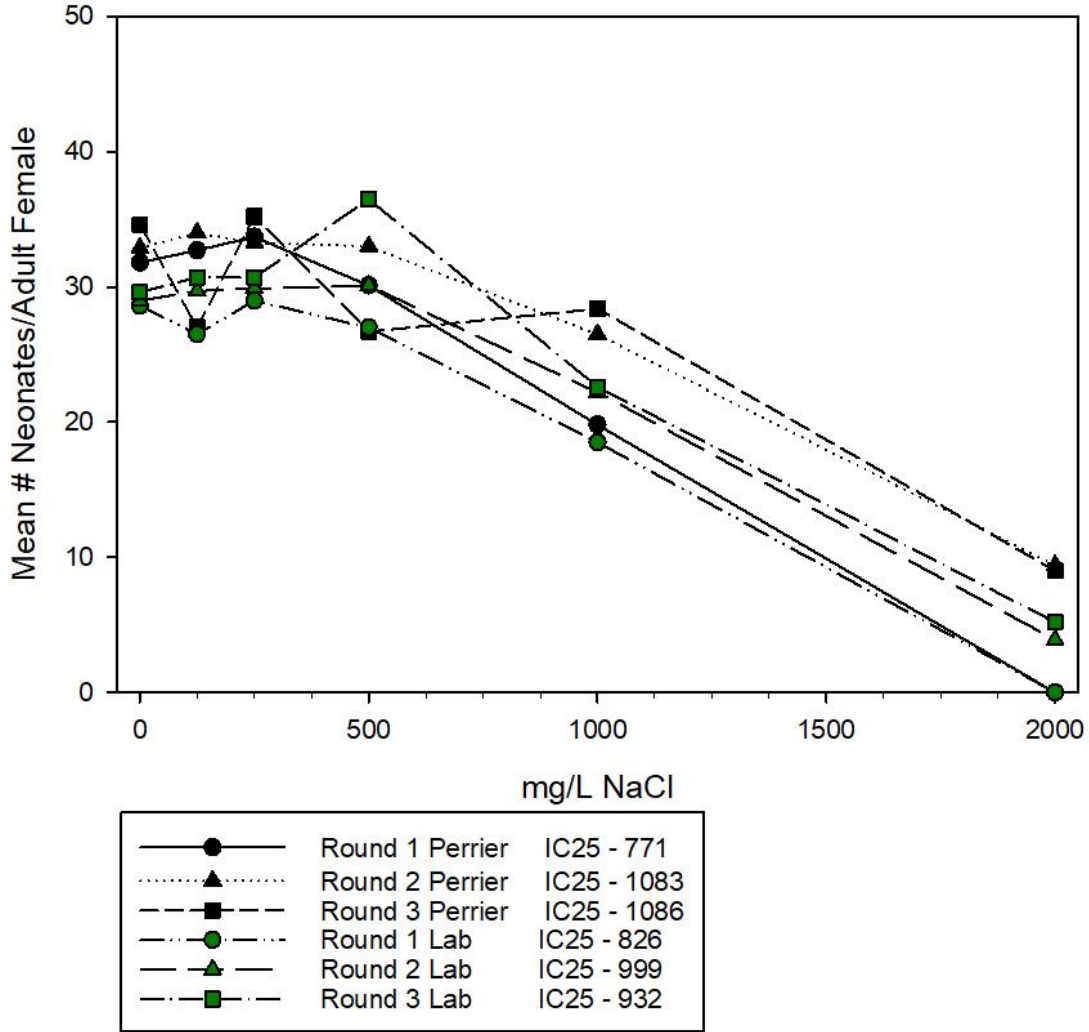 50
40
30
20
10
0
Mean # Neonates/Adult Female
0 500 1000 1500 2000
mg/L NaCl
Round 1 Perrier IC25 - 771
Round 2 Perrier IC25 - 1083
Round 3 Perrier IC25 - 1086
Round 1 Lab IC25 - 826
Round 2 Lab IC25 - 999
Round 3 Lab IC25 - 932